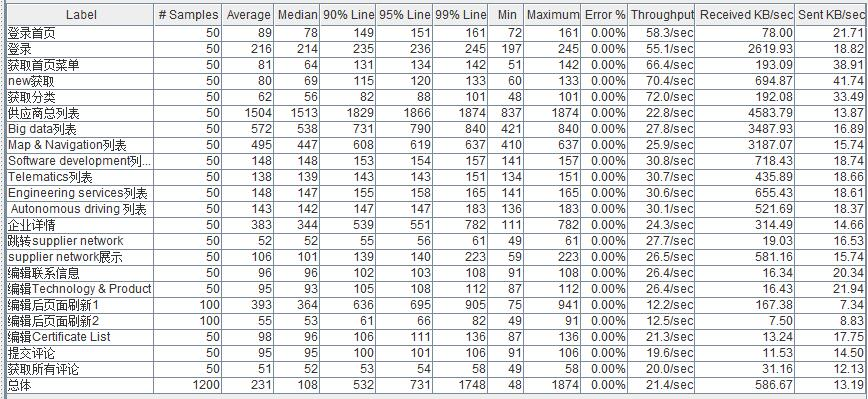 Label # Samples Average Median 90% Line 95% Line 99% Line Min Maximum Error % Throughput Received KB/sec Sent KB/sec
登录首页 50 89 78 149 151 161 72 161 0.00% 58.3/sec 78.00 21.71
登录 50 216 214 235 236 245 197 245 0.00% 55.1/sec 2619.93 18.82
获取首页菜单 50 81 64 131 134 142 51 142 0.00% 66.4/sec 193.09 38.91
new获取 50 80 69 115 120 133 60 133 0.00% 70.4/sec 694.87 41.74
获取分类 50 62 56 82 88 101 48 101 0.00% 72.0/sec 192.08 33.49
供应商总列表 50 1504 1513 1829 1866 1874 837 1874 0.00% 22.8/sec 4583.79 13.87
Big data列表 50 572 538 731 790 840 421 840 0.00% 27.8/sec 3487.93 16.89
Map & Navigation列表 50 495 447 608 619 637 410 637 0.00% 25.9/sec 3187.07 15.74
Software development列... 50 148 148 153 154 157 141 157 0.00% 30.8/sec 718.43 18.74
Telematics列表 50 138 139 143 143 151 134 151 0.00% 30.7/sec 435.89 18.66
Engineering services列表 50 148 147 155 158 165 141 165 0.00% 30.6/sec 655.43 18.61
Autonomous driving 列表 50 143 142 147 147 183 136 183 0.00% 30.1/sec 521.69 18.37
企业详情 50 383 344 539 551 782 111 782 0.00% 24.3/sec 314.49 14.66
跳转supplier network 50 52 52 55 56 61 49 61 0.00% 27.7/sec 19.03 16.53
supplier network展示 50 106 101 139 140 223 59 223 0.00% 26.5/sec 581.16 15.74
编辑联系信息 50 96 96 102 103 108 91 108 0.00% 26.4/sec 16.34 20.34
编辑Technology & Product 50 95 93 105 108 112 87 112 0.00% 26.4/sec 16.43 21.94
编辑后页面刷新1 100 393 364 636 695 905 75 941 0.00% 12.2/sec 167.38 7.34
编辑后页面刷新2 100 55 53 61 66 82 49 91 0.00% 12.5/sec 7.50 8.83
编辑Certificate List 50 98 96 106 111 136 87 136 0.00% 21.3/sec 13.24 17.75
提交评论 50 95 95 100 101 106 91 106 0.00% 19.6/sec 11.53 14.50
获取所有评论 50 51 52 53 54 58 49 58 0.00% 20.0/sec 31.16 12.13
总体 1200 231 108 532 731 1748 48 1874 0.00% 21.4/sec 586.67 13.19